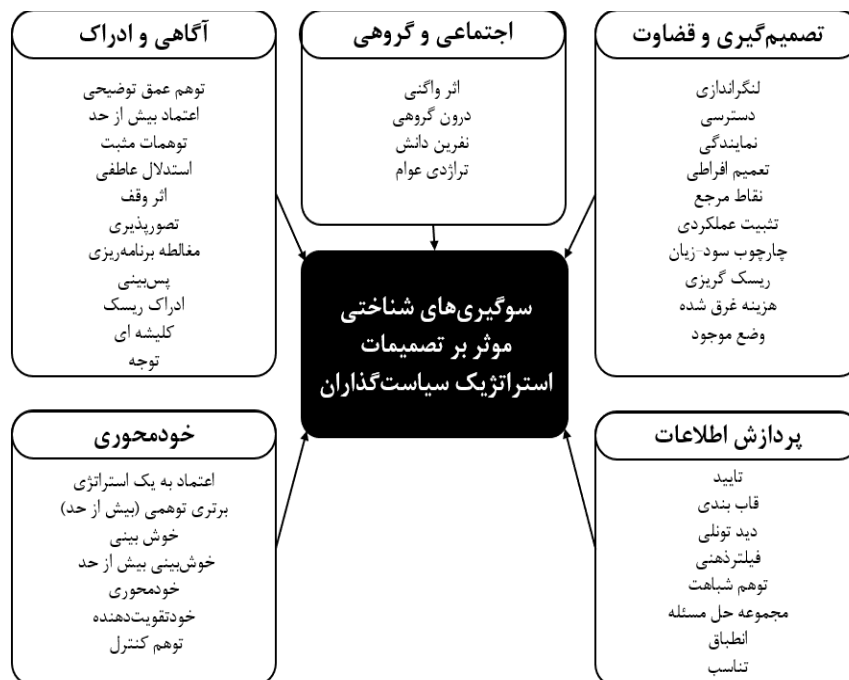 تصمیم‌گیری و قضاوت
لنگراندازی
دسترسی
نمایندگی
تعمیم افراطی
نقاط مرجع
تثبیت عملکردی
چارچوب سود-زیان
ریسک گریزی
هزینه غرق شده
وضع موجود
اجتماعی و گروهی
اثر واگنی
درون گروهی
نفرین دانش
تراژدی عوام
آگاهی و ادراک
توهم عمق توضیحی
اعتماد بیش از حد
توهمات مثبت
استدلال عاطفی
اثر وقف
تصورپذیری
مغالطه برنامه‌ریزی
پس‌بینی
ادراک ریسک
کلیشه ای
توجه
سوگیری‌های شناختی
موثر بر تصمیمات
استراتژیک سیاست‌گذاران
پردازش اطلاعات
تایید
قاب بندی
دید تونلی
فیلترذهنی
توهم شباهت
مجموعه حل مسئله
انطباق
تناسب
خودمحوری
اعتماد به یک استراتژی
برتری توهمی (بیش از حد)
خوش بینی
خوش‌بینی بیش از حد
خودمحوری
خودتقویت‌دهنده
توهم کنترل